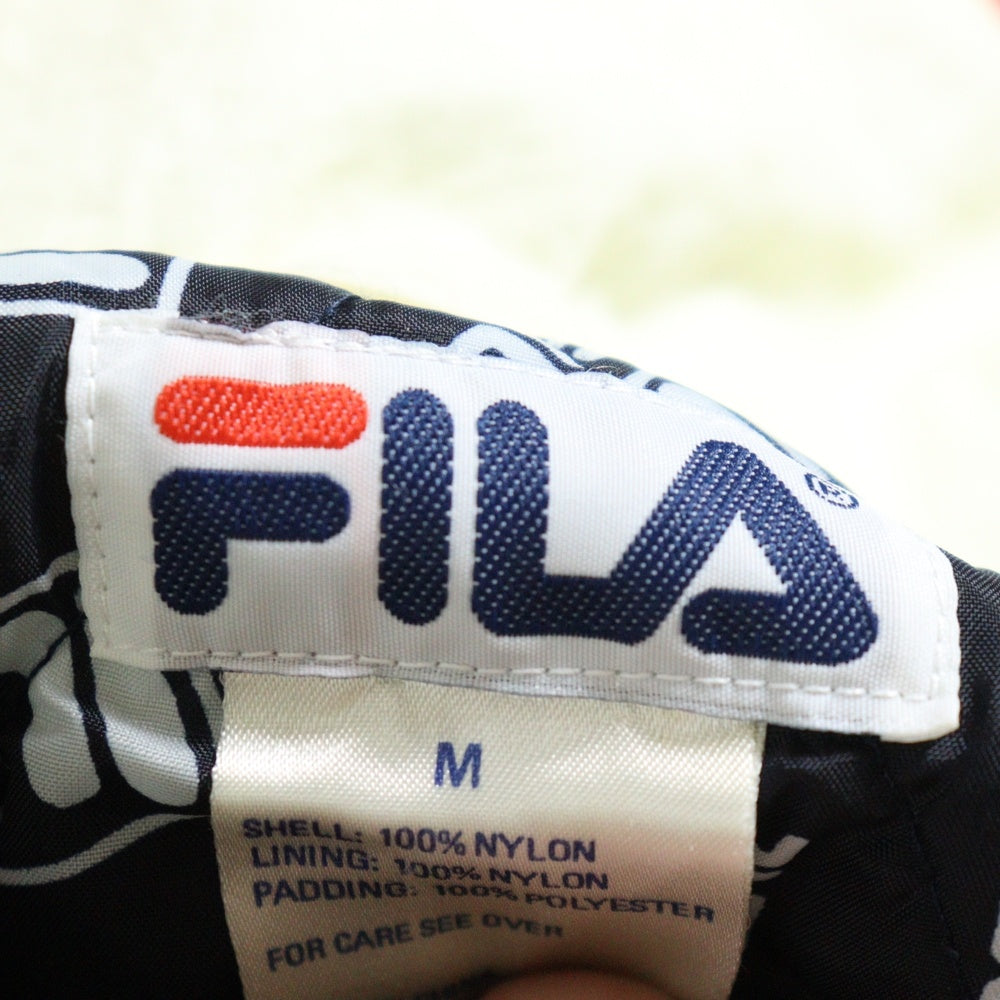 FILA®
M
SHELL: 100% NYLON
LINING: 100% NYLON
PADDING: 100% POLYESTER
FOR CARE SEE OVER